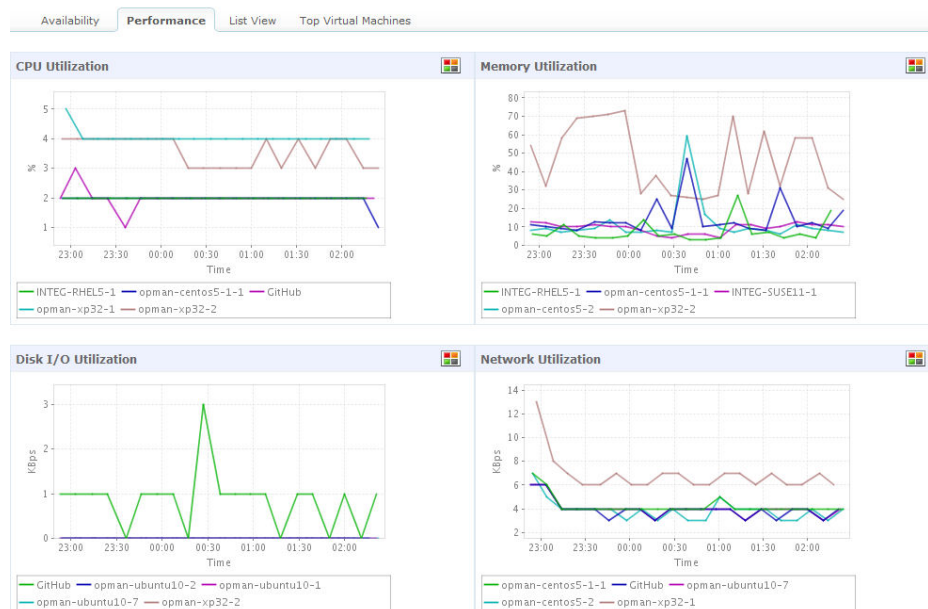 Availability Performance List View Top Virtual Machines
CPU Utilization
5
4
3
2
1
%
23:00 23:30 00:00 00:30 01:00 01:30 02:00
Time
INTEG-RHEL5-1 opman-centos5-1-1 GitHub
opman-xp32-1 opman-xp32-2
Memory Utilization
80
70
60
50
40
30
20
10
0
%
23:00 23:30 00:00 00:30 01:00 01:30 02:00
Time
INTEG-RHEL5-1 opman-centos5-1-1 INTEG-SUSE11-1
opman-centos5-2 opman-xp32-2
Disk I/O Utilization
3
2
1
0
KBps
23:00 23:30 00:00 00:30 01:00 01:30 02:00
Time
GitHub opman-ubuntu10-2 opman-ubuntu10-1
opman-ubuntu10-7 opman-xp32-2
Network Utilization
14
12
10
8
6
4
2
KBps
23:00 23:30 00:00 00:30 01:00 01:30 02:00
Time
opman-centos5-1-1 GitHub opman-ubuntu10-7
opman-centos5-2 opman-xp32-1